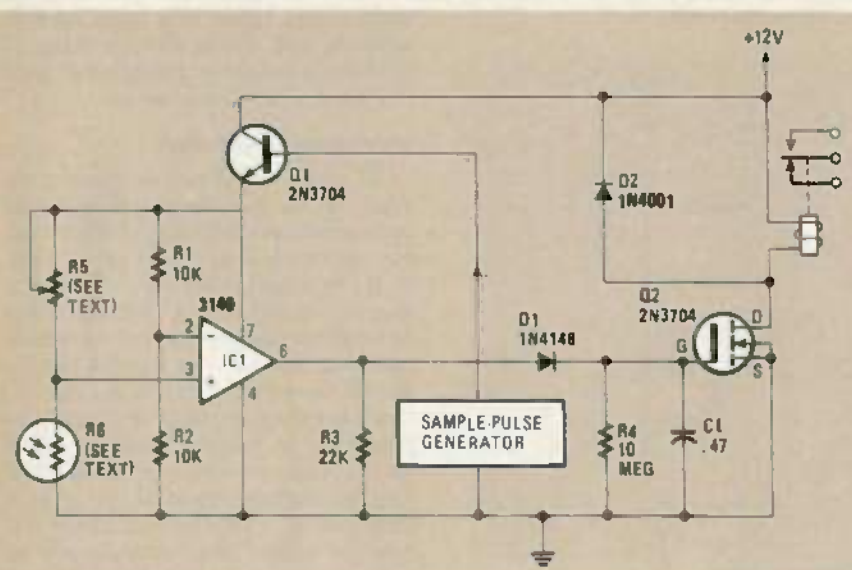 +12V
Q1
2N3704
D2
1N4001
R1
10K
R5
(SEE
TEXT)
3140
2
-
7
IC1
6
3
+
4
D1
1N4148
Q2
2N3704
D
G
S
R6
(SEE
TEXT)
R2
10K
R3
22K
SAMPLE-PULSE
GENERATOR
R4
10
MEG
C1
.47